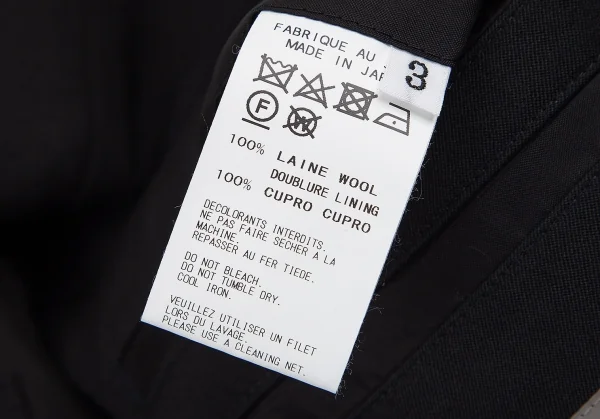 FABRIQUE AU
MADE IN
3
F
W
100% LAINE WOOL
DOUBLURE LINING
100% CUPRO CUPRO
DECOLORANTS INTERDITS.
NE PAS FAIRE SECHER À LA
MACHINE.
REPASSER AU FER TIEDE.
DO NOT BLEACH.
DO NOT TUMBLE DRY.
COOL IRON.
VEUILLEZ UTILISER UN FILET
LORS DU LAVAGE.
PLEASE USE A CLEANING NET.